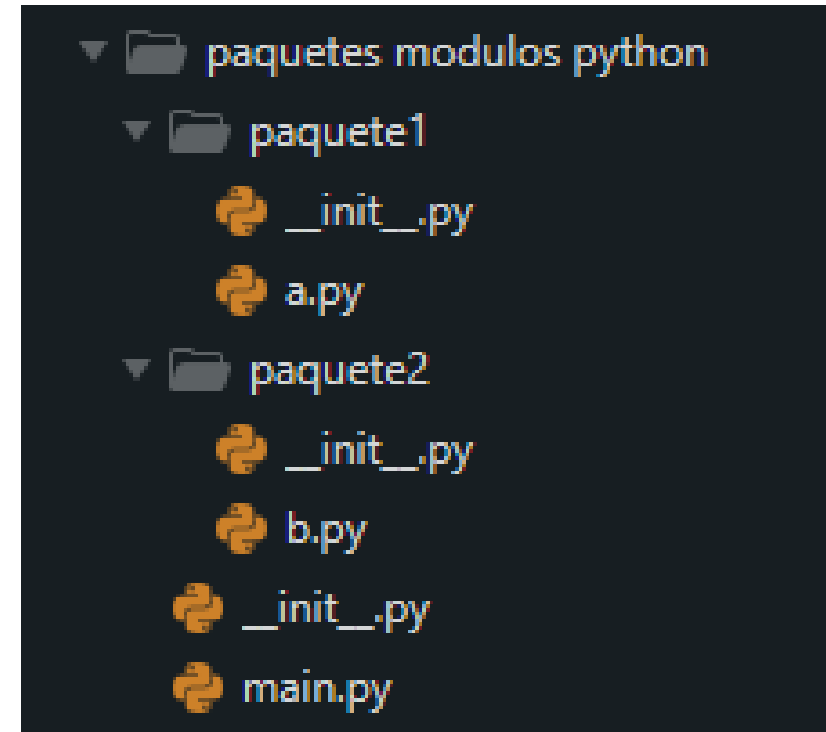 paquetes modulos python
paquete1
__init__.py
a.py
paquete2
__init__.py
b.py
__init__.py
main.py